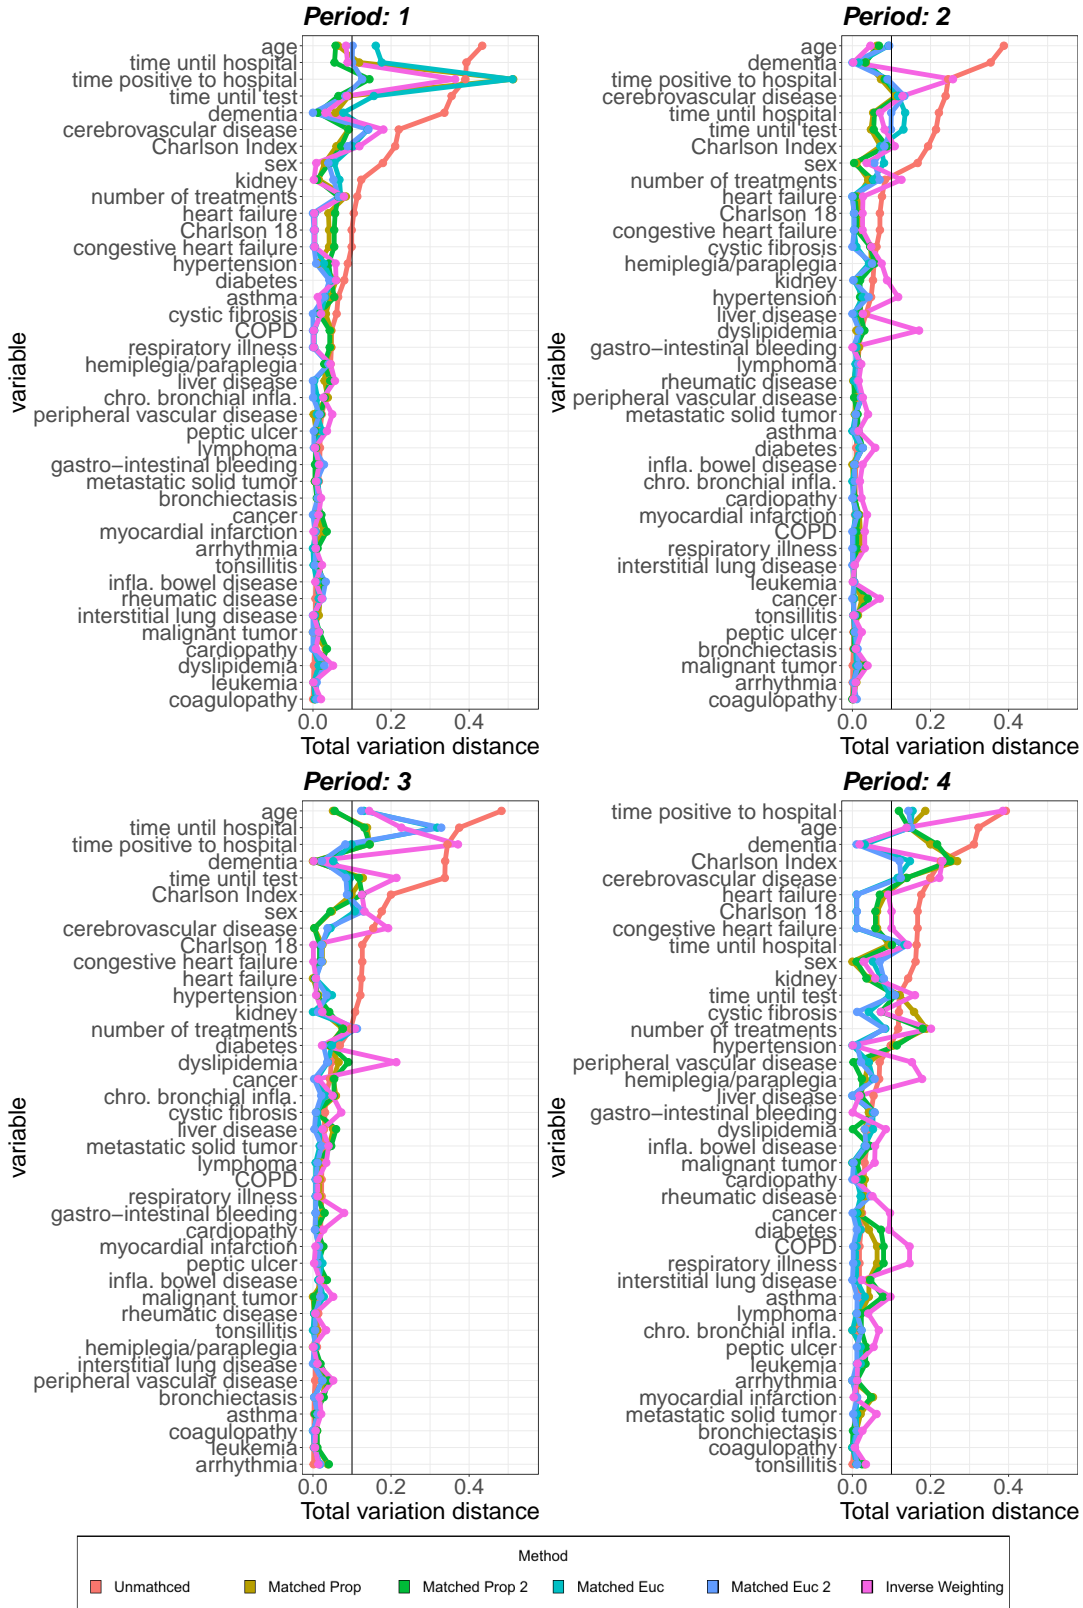 Period: 1
age
time until hospital
time positive to hospital
time until test
dementia
cerebrovascular disease
Charlson Index
sex
kidney
number of treatments
heart failure
Charlson 18
congestive heart failure
hypertension
diabetes
asthma
cystic fibrosis
COPD
respiratory illness
hemiplegia/paraplegia
liver disease
chro. bronchial infla.
peripheral vascular disease
peptic ulcer
lymphoma
gastro−intestinal bleeding
metastatic solid tumor
bronchiectasis
cancer
myocardial infarction
arrhythmia
tonsillitis
infla. bowel disease
rheumatic disease
interstitial lung disease
malignant tumor
cardiopathy
dyslipidemia
leukemia
coagulopathy
variable
0.0 0.2 0.4
Total variation distance
Period: 2
age
dementia
time positive to hospital
cerebrovascular disease
time until hospital
time until test
Charlson Index
sex
number of treatments
heart failure
Charlson 18
congestive heart failure
cystic fibrosis
hemiplegia/paraplegia
kidney
hypertension
liver disease
dyslipidemia
gastro−intestinal bleeding
lymphoma
rheumatic disease
peripheral vascular disease
metastatic solid tumor
asthma
diabetes
infla. bowel disease
chro. bronchial infla.
cardiopathy
myocardial infarction
COPD
respiratory illness
interstitial lung disease
leukemia
cancer
tonsillitis
peptic ulcer
bronchiectasis
malignant tumor
arrhythmia
coagulopathy
variable
0.0 0.2 0.4
Total variation distance
Period: 3
age
time until hospital
time positive to hospital
dementia
time until test
Charlson Index
sex
cerebrovascular disease
Charlson 18
congestive heart failure
heart failure
hypertension
kidney
number of treatments
diabetes
dyslipidemia
cancer
chro. bronchial infla.
cystic fibrosis
liver disease
metastatic solid tumor
lymphoma
COPD
respiratory illness
gastro−intestinal bleeding
cardiopathy
myocardial infarction
peptic ulcer
infla. bowel disease
malignant tumor
rheumatic disease
tonsillitis
hemiplegia/paraplegia
interstitial lung disease
peripheral vascular disease
bronchiectasis
asthma
coagulopathy
leukemia
arrhythmia
variable
0.0 0.2 0.4
Total variation distance
Period: 4
time positive to hospital
age
dementia
Charlson Index
cerebrovascular disease
heart failure
Charlson 18
congestive heart failure
time until hospital
sex
kidney
time until test
cystic fibrosis
number of treatments
hypertension
peripheral vascular disease
hemiplegia/paraplegia
liver disease
gastro−intestinal bleeding
dyslipidemia
infla. bowel disease
malignant tumor
cardiopathy
rheumatic disease
cancer
diabetes
COPD
respiratory illness
interstitial lung disease
asthma
lymphoma
chro. bronchial infla.
peptic ulcer
leukemia
arrhythmia
myocardial infarction
metastatic solid tumor
bronchiectasis
coagulopathy
tonsillitis
variable
0.0 0.2 0.4
Total variation distance
Method
Unmathced Matched Prop Matched Prop 2 Matched Euc Matched Euc 2 Inverse Weighting